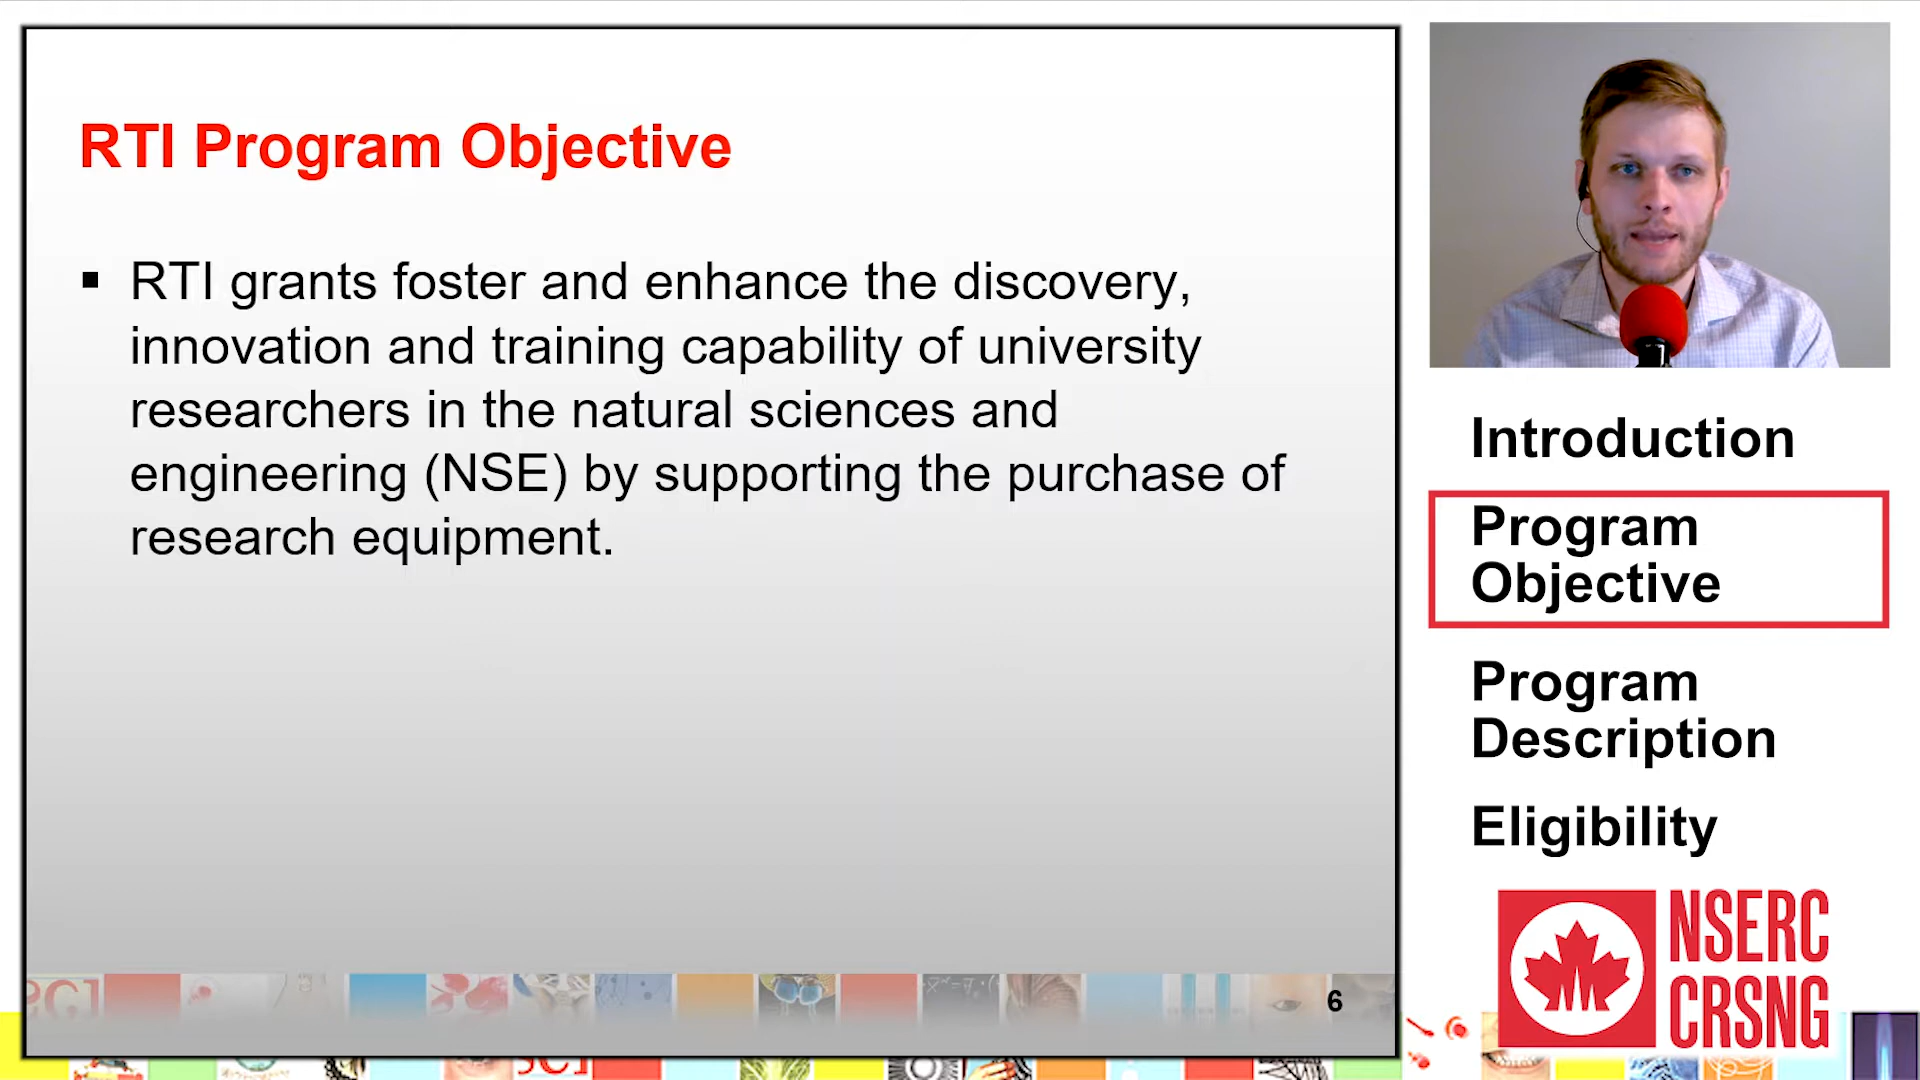 RTI Program Objective
▪ RTI grants foster and enhance the discovery,
innovation and training capability of university
researchers in the natural sciences and
engineering (NSE) by supporting the purchase of
research equipment.
6
Introduction
Program
Objective
Program
Description
Eligibility
NSERC
CRSNG